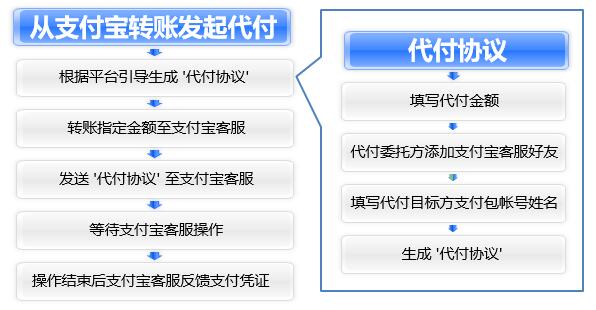 从支付宝转账发起代付
根据平台引导生成 '代付协议'
转账指定金额至支付宝客服
发送 '代付协议' 至支付宝客服
等待支付宝客服操作
操作结束后支付宝客服反馈支付凭证
代付协议
填写代付金额
代付委托方添加支付宝客服好友
填写代付目标方支付包帐号姓名
生成 '代付协议'